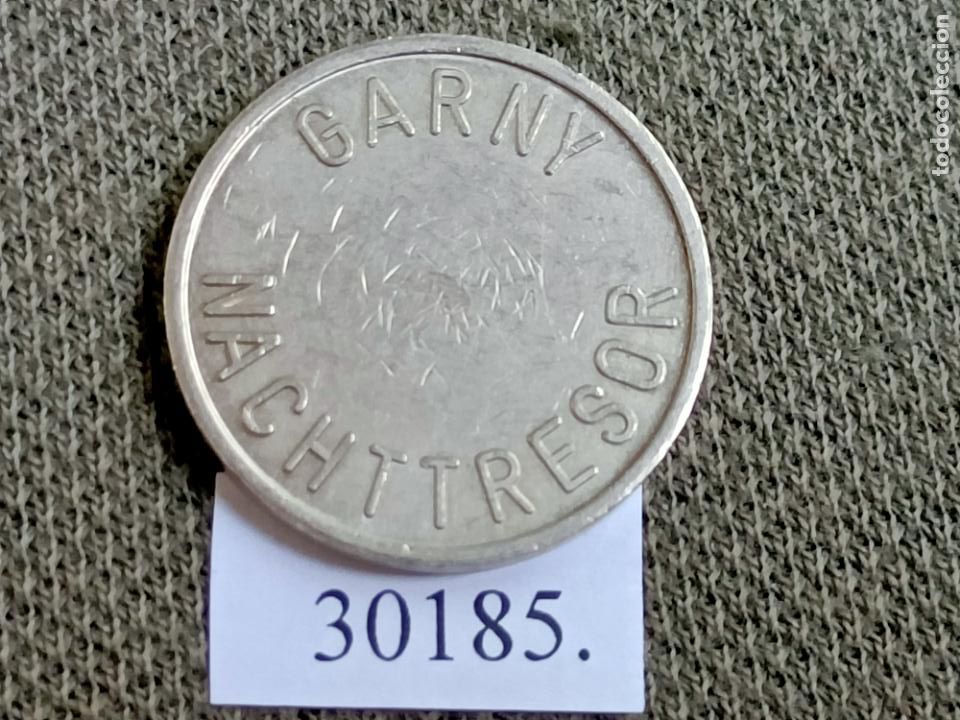 GARNY
NACHTTRESOR
30185.
todocoleccion